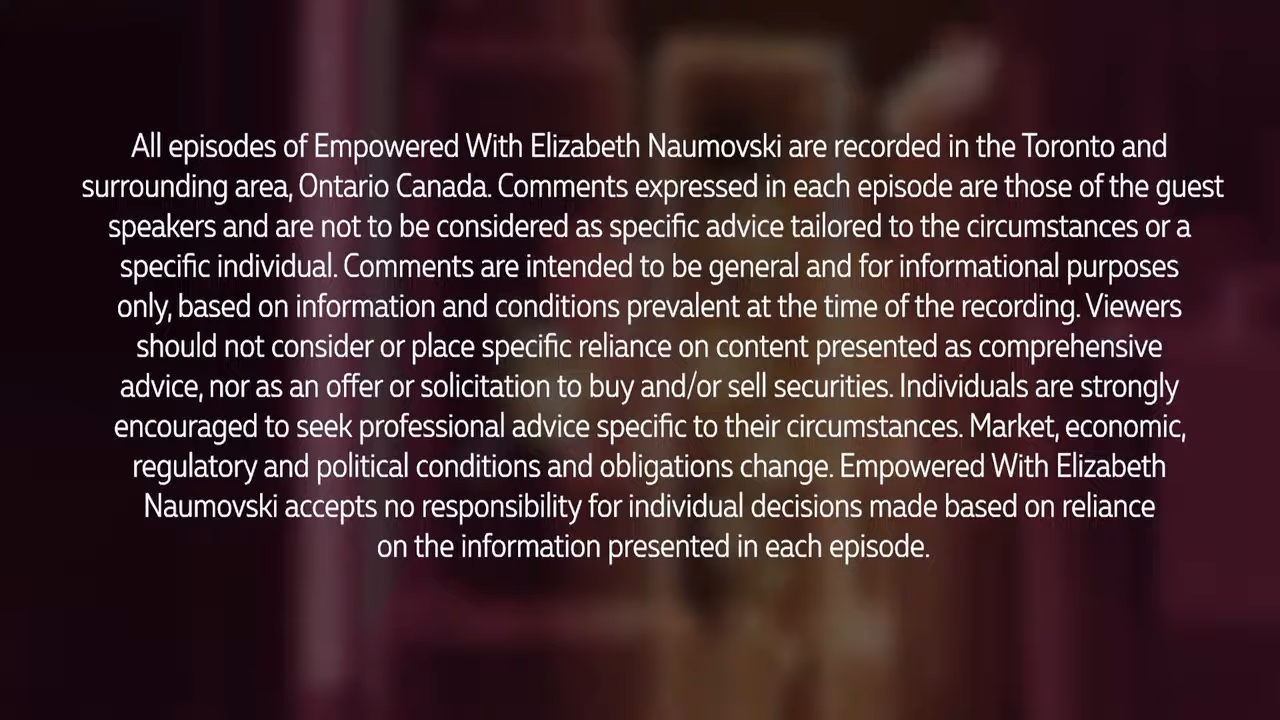 All episodes of Empowered With Elizabeth Naumovski are recorded in the Toronto and
surrounding area, Ontario Canada. Comments expressed in each episode are those of the guest
speakers and are not to be considered as specific advice tailored to the circumstances or a
specific individual. Comments are intended to be general and for informational purposes
only, based on information and conditions prevalent at the time of the recording. Viewers
should not consider or place specific reliance on content presented as comprehensive
advice, nor as an offer or solicitation to buy and/or sell securities. Individuals are strongly
encouraged to seek professional advice specific to their circumstances. Market, economic,
regulatory and political conditions and obligations change. Empowered With Elizabeth
Naumovski accepts no responsibility for individual decisions made based on reliance
on the information presented in each episode.